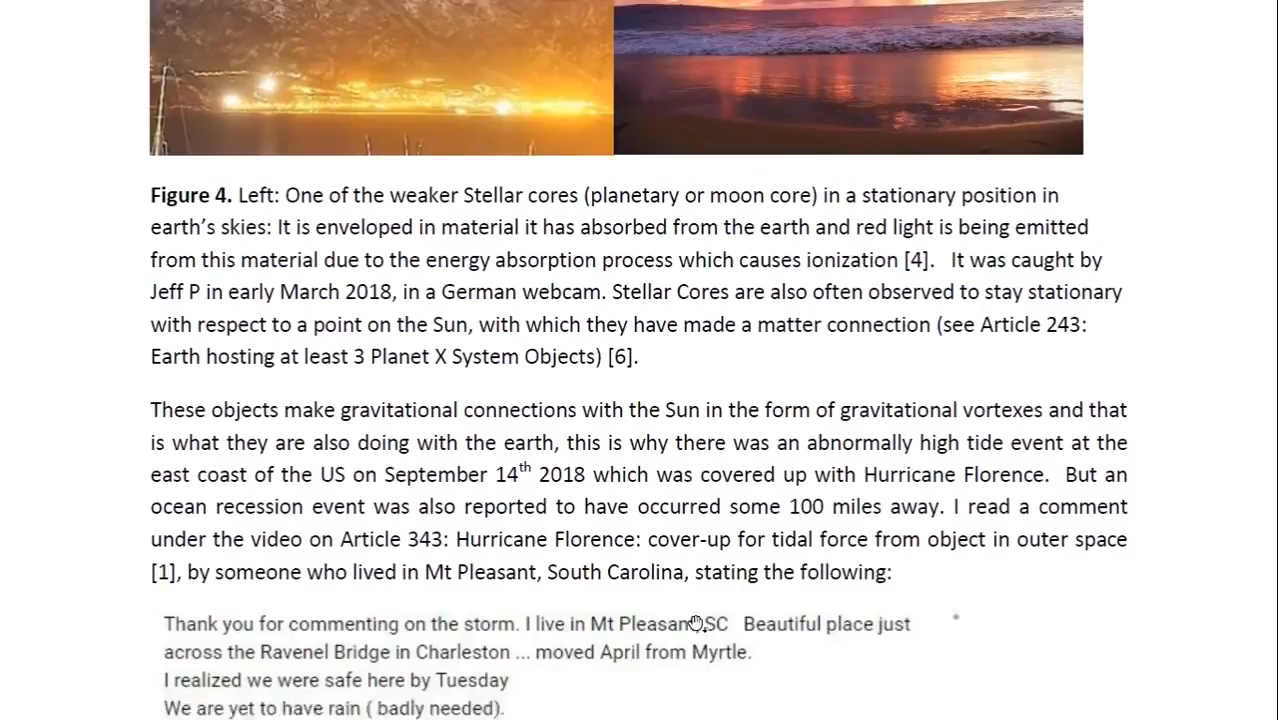 Figure 4. Left: One of the weaker Stellar cores (planetary or moon core) in a stationary position in
earth's skies: It is enveloped in material it has absorbed from the earth and red light is being emitted
from this material due to the energy absorption process which causes ionization [4]. It was caught by
Jeff P in early March 2018, in a German webcam. Stellar Cores are also often observed to stay stationary
with respect to a point on the Sun, with which they have made a matter connection (see Article 243:
Earth hosting at least 3 Planet X System Objects) [6].
These objects make gravitational connections with the Sun in the form of gravitational vortexes and that
is what they are also doing with the earth, this is why there was an abnormally high tide event at the
east coast of the US on September 14th 2018 which was covered up with Hurricane Florence. But an
ocean recession event was also reported to have occurred some 100 miles away. I read a comment
under the video on Article 343: Hurricane Florence: cover-up for tidal force from object in outer space
[1], by someone who lived in Mt Pleasant, South Carolina, stating the following:
Thank you for commenting on the storm. I live in Mt Pleasant, SC Beautiful place just
across the Ravenel Bridge in Charleston ... moved April from Myrtle.
I realized we were safe here by Tuesday
We are yet to have rain ( badly needed).